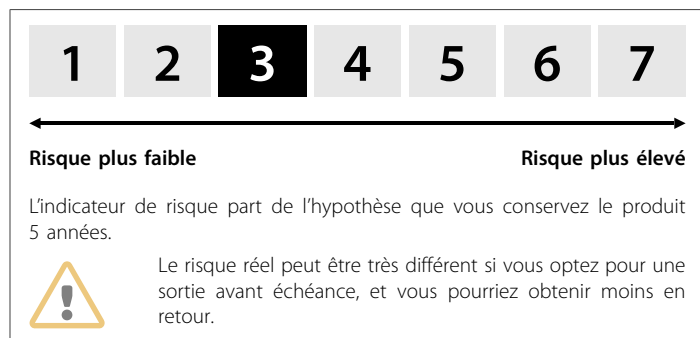 1 2 3 4 5 6 7
Risque plus faible Risque plus élevé
L'indicateur de risque part de l'hypothèse que vous conservez le produit
5 années.
Le risque réel peut être très différent si vous optez pour une
sortie avant échéance, et vous pourriez obtenir moins en
retour.